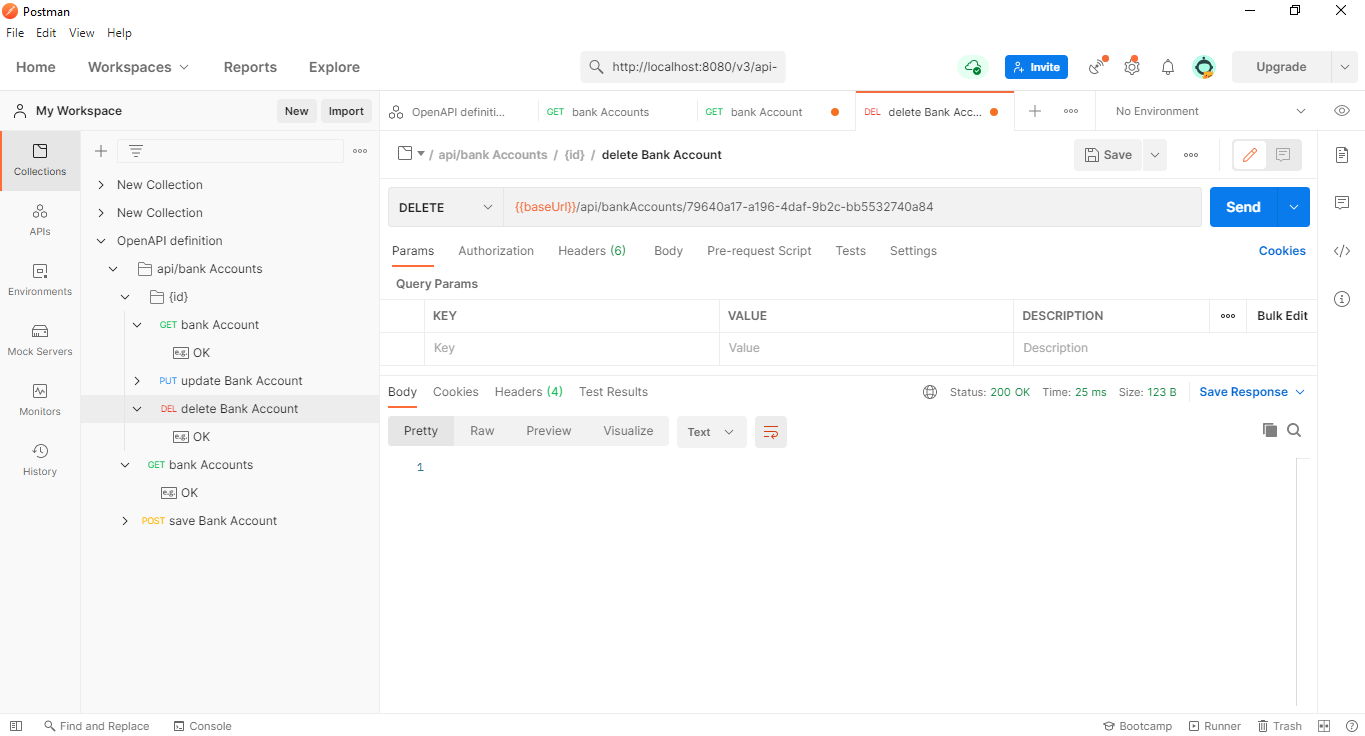 Postman
File Edit View Help
Home Workspaces Reports Explore http://localhost:8080/v3/api- Invite Upgrade
My Workspace New Import OpenAPI definiti... GET bank Accounts GET bank Account DEL delete Bank Acc... No Environment
Collections
APIs
Environments
Mock Servers
Monitors
History
New Collection
New Collection
OpenAPI definition
api/bank Accounts
{id}
GET bank Account
e.g. OK
PUT update Bank Account
DEL delete Bank Account
e.g. OK
GET bank Accounts
e.g. OK
POST save Bank Account
/ api/bank Accounts / {id} / delete Bank Account Save
DELETE {{baseUrl}}/api/bankAccounts/79640a17-a196-4daf-9b2c-bb5532740a84 Send
Params Authorization Headers (6) Body Pre-request Script Tests Settings Cookies
Query Params
KEY VALUE DESCRIPTION Bulk Edit
Key Value Description
Body Cookies Headers (4) Test Results Status: 200 OK Time: 25 ms Size: 123 B Save Response
Pretty Raw Preview Visualize Text
1
Find and Replace Console Bootcamp Runner Trash